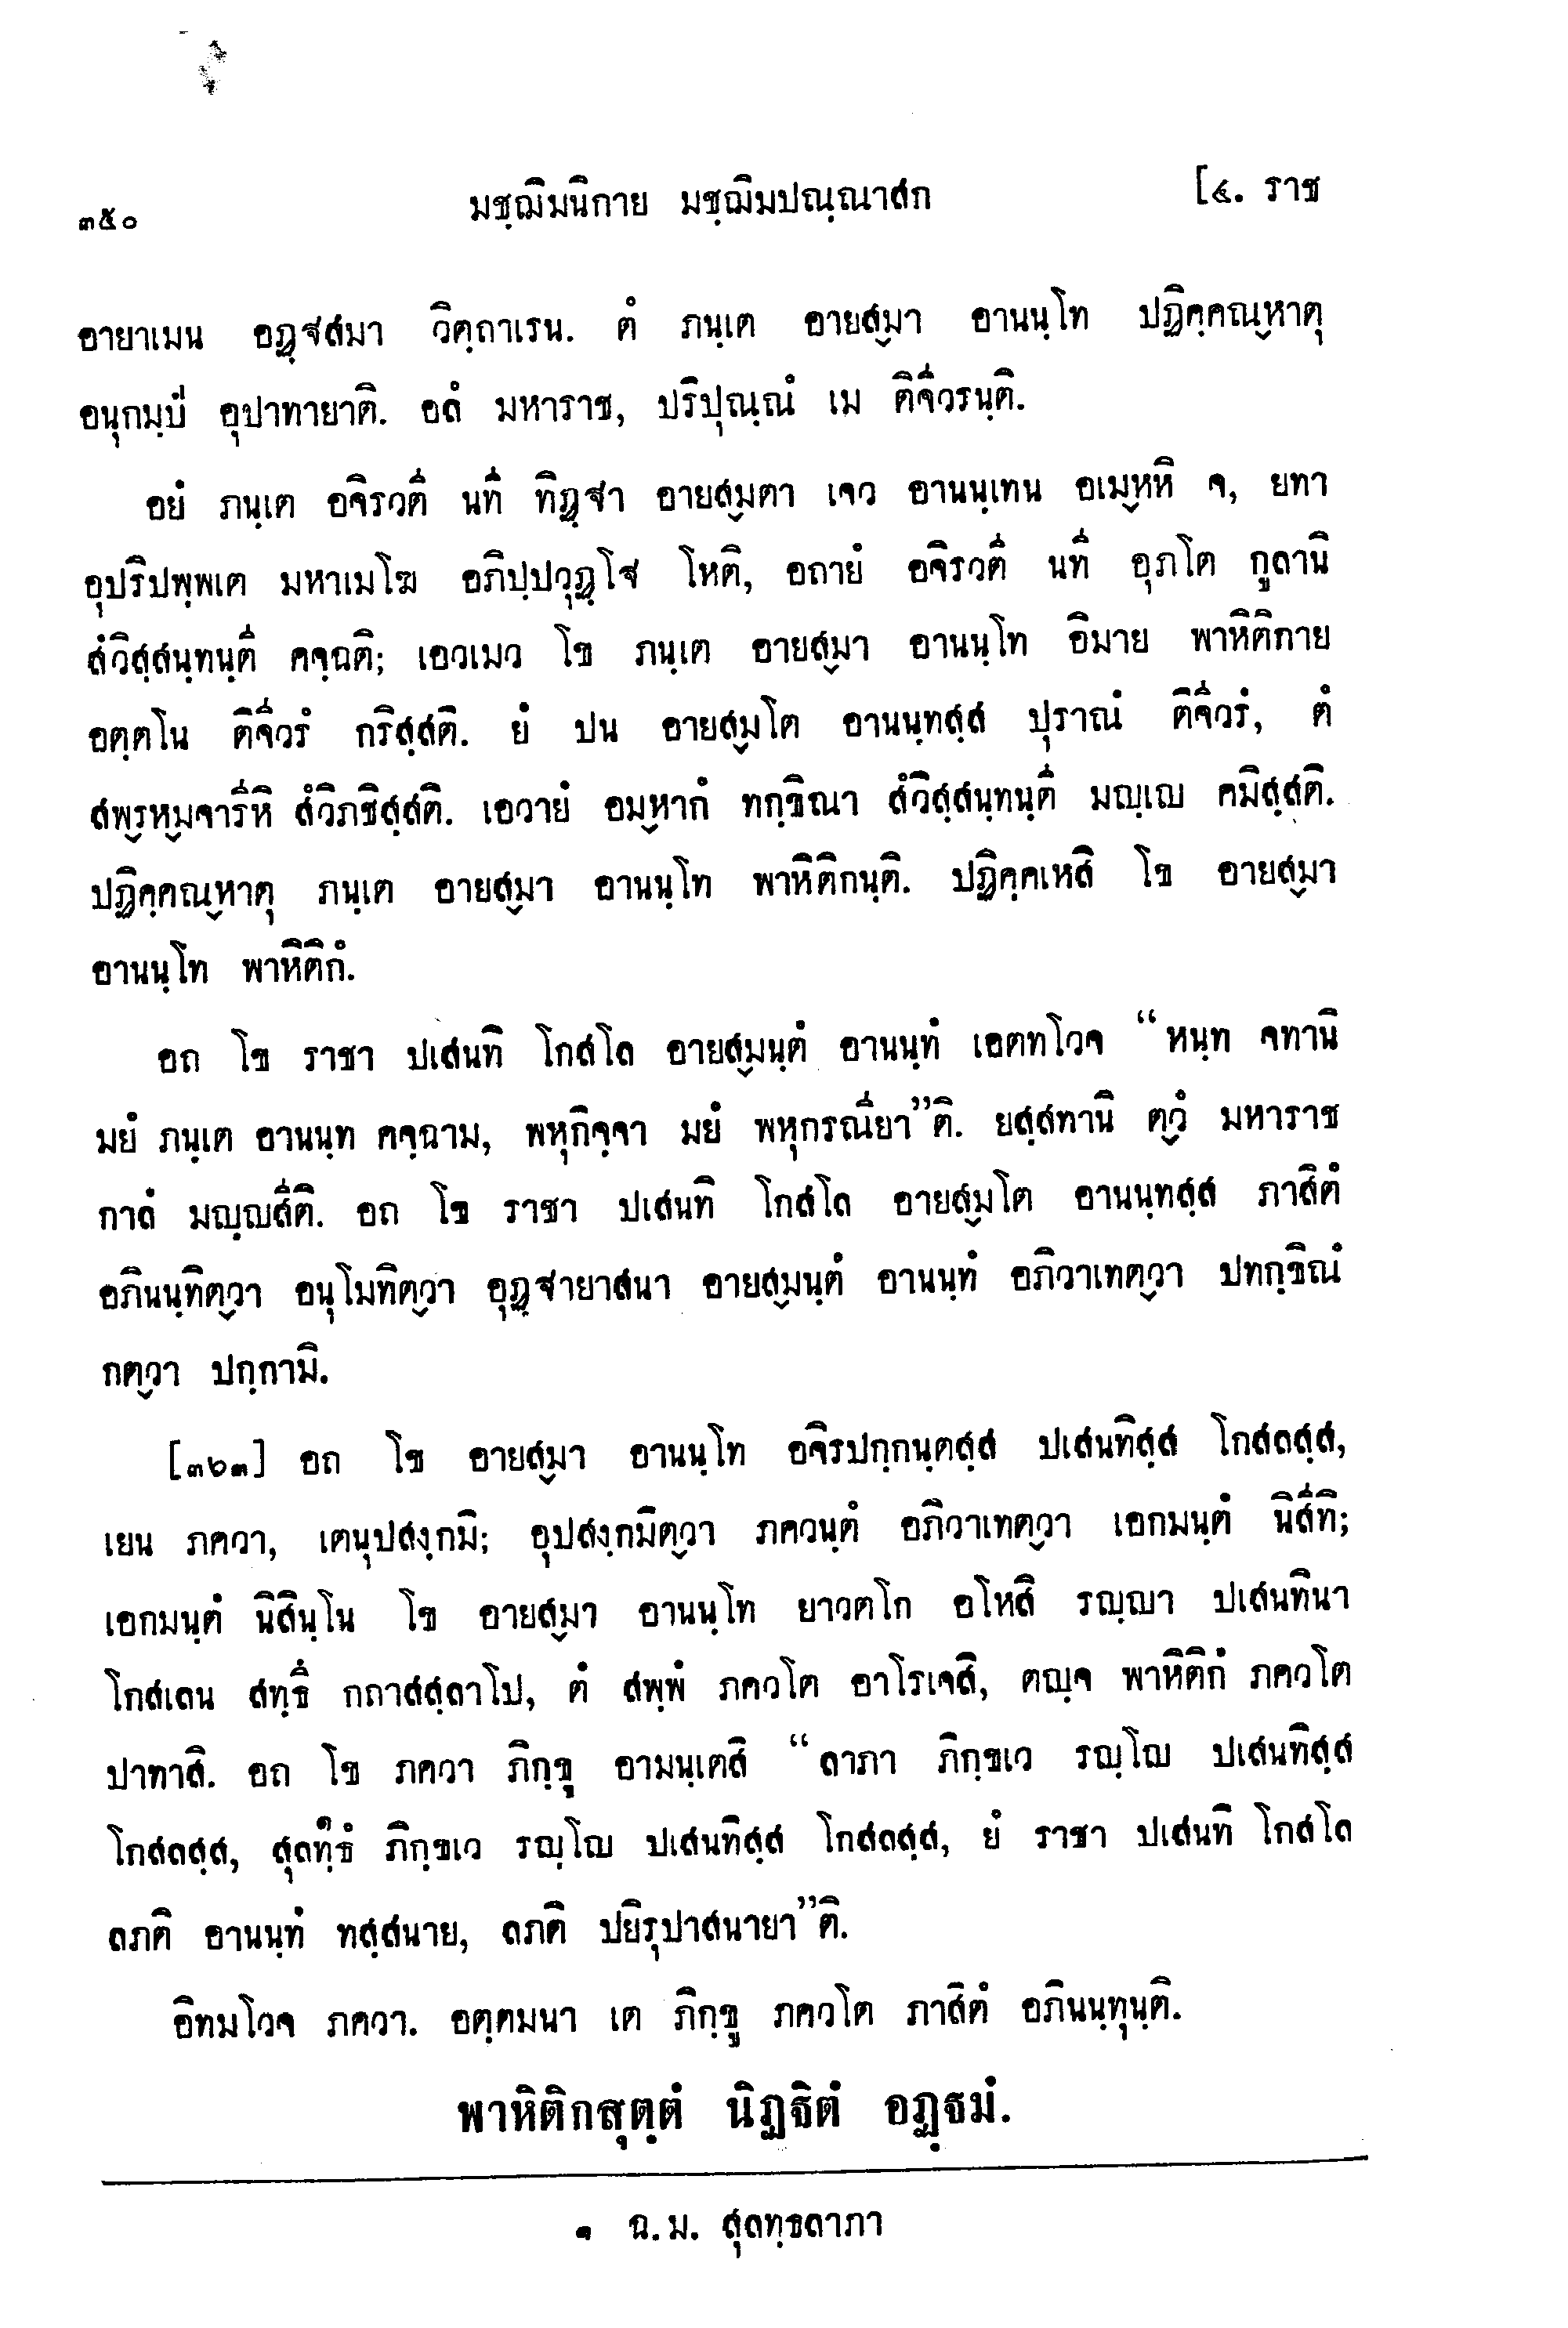 ๓๕๐ มชฺฌิมนิกาย มชฺฌิมปณฺณาสก [๔. ราช
อายาเมน อฏฺฐสมา วิตฺถาเรน. ตํ ภนฺเต อายสฺมา อานนฺโท ปฏิคฺคณฺหาตุ
อนุกมฺปํ อุปาทายาติ. อลํ มหาราช, ปริปุณฺณํ เม ติจีวรนฺติ.
อยํ ภนฺเต อจิรวตี นที ทิฏฺฐา อายสฺมตา เจว อานนฺเทน อเมฺหหิ จ, ยทา
อุปริปพฺพเต มหาเมโฆ อภิปฺปวุฏฺโฐ โหติ, อถายํ อจิรวตี นที อุภโต กูลานิ
สํวิสฺสนฺทนฺตี คจฺฉติ; เอวเมว โข ภนฺเต อายสฺมา อานนฺโท อิมาย พาหิติกาย
อตฺตโน ติจีวรํ กริสฺสติ. ยํ ปน อายสฺมโต อานนฺทสฺส ปุราณํ ติจีวรํ, ตํ
สพฺรหฺมจารีหิ สํวิภชิสฺสติ. เอวายํ อมฺหากํ ทกฺขิณา สํวิสฺสนฺทนฺตี มญฺเญ คมิสฺสติ.
ปฏิคฺคณฺหาตุ ภนฺเต อายสฺมา อานนฺโท พาหิติกนฺติ. ปฏิคฺคเหสิ โข อายสฺมา
อานนฺโท พาหิติกํ.
อถ โข ราชา ปเสนทิ โกสโล อายสฺมนฺตํ อานนฺทํ เอตทโวจ “หนฺท จทานิ
มยํ ภนฺเต อานนฺท คจฺฉาม, พหุกิจฺจา มยํ พหุกรณียา”ติ. ยสฺสทานิ ตฺวํ มหาราช
กาลํ มญฺญสีติ. อถ โข ราชา ปเสนทิ โกสโล อายสฺมโต อานนฺทสฺส ภาสิตํ
อภินนฺทิตฺวา อนุโมทิตฺวา อุฏฺฐายาสนา อายสฺมนฺตํ อานนฺทํ อภิวาเทตฺวา ปทกฺขิณํ
กตฺวา ปกฺกามิ.
[๓๖๓] อถ โข อายสฺมา อานนฺโท อจิรปกฺกนฺตสฺส ปเสนทิสฺส โกสลสฺส,
เยน ภควา, เตนุปสงฺกมิ; อุปสงฺกมิตฺวา ภควนฺตํ อภิวาเทตฺวา เอกมนฺตํ นิสีทิ;
เอกมนฺตํ นิสินฺโน โข อายสฺมา อานนฺโท ยาวตโก อโหสิ รญฺญา ปเสนทินา
โกสเลน สทฺธึ กถาสลฺลาโป, ตํ สพฺพํ ภควโต อาโรเจสิ, ตญฺจ พาหิติกํ ภควโต
ปาทาสิ. อถ โข ภควา ภิกฺขู อามนฺเตสิ “ลาภา ภิกฺขเว รญฺโญ ปเสนทิสฺส
โกสลสฺส, สุลทฺธํ๑ ภิกฺขเว รญฺโญ ปเสนทิสฺส โกสลสฺส, ยํ ราชา ปเสนทิ โกสโล
ลภติ อานนฺทํ ทสฺสนาย, ลภติ ปยิรุปาสนายา”ติ.
อิทมโวจ ภควา. อตฺตมนา เต ภิกฺขู ภควโต ภาสิตํ อภินนฺทุนฺติ.
พาหิติกสุตฺตํ นิฏฺฐิตํ อฏฺฐมํ.
๑ ฉ.ม. สุลทฺธลาภา